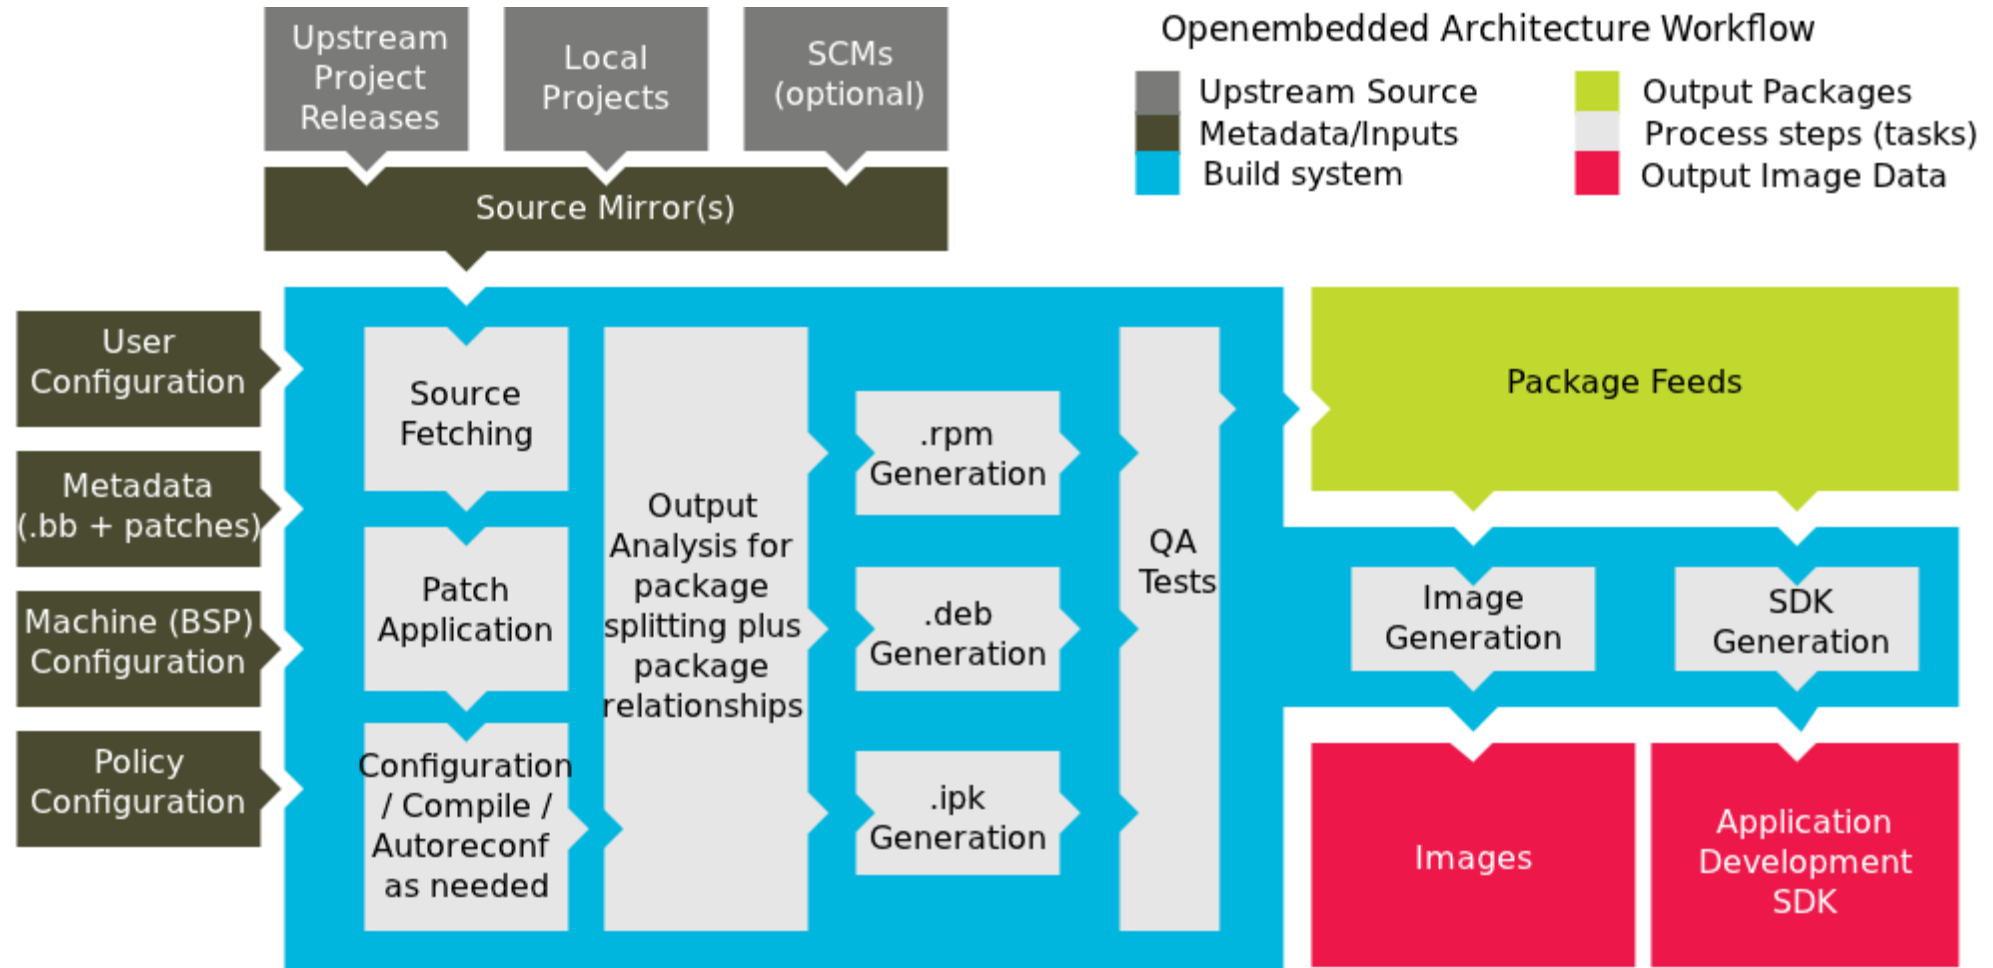 Upstream
Project
Releases
Local
Projects
SCMs
(optional)
Openembedded Architecture Workflow
Upstream Source
Metadata/Inputs
Build system
Output Packages
Process steps (tasks)
Output Image Data
Source Mirror(s)
User
Configuration
Metadata
(.bb + patches)
Machine (BSP)
Configuration
Policy
Configuration
Source
Fetching
Patch
Application
Configuration
/ Compile /
Autoreconf
as needed
Output
Analysis for
package
splitting plus
package
relationships
.rpm
Generation
.deb
Generation
.ipk
Generation
QA
Tests
Package Feeds
Image
Generation
SDK
Generation
Images
Application
Development
SDK